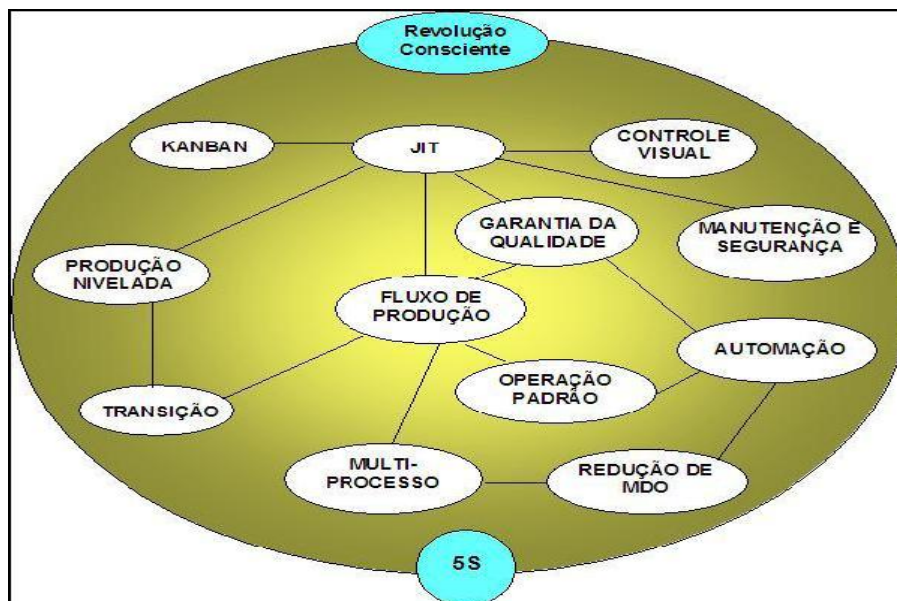 Revolução
Consciente
KANBAN
JIT
CONTROLE
VISUAL
GARANTIA DA
QUALIDADE
MANUTENÇÃO E
SEGURANÇA
PRODUÇÃO
NIVELADA
FLUXO DE
PRODUÇÃO
AUTOMAÇÃO
OPERAÇÃO
PADRÃO
TRANSIÇÃO
MULTI-
PROCESSO
REDUÇÃO DE
MDO
5S